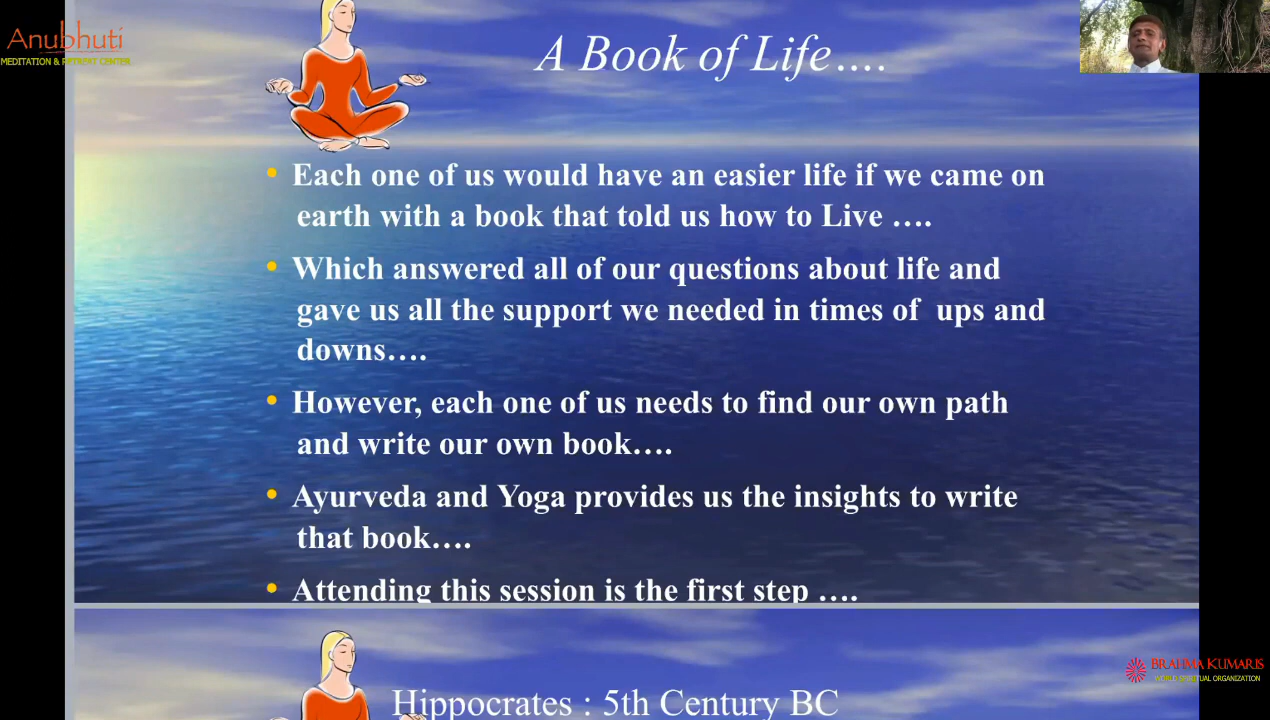 Anubhuti
MEDITATION & RETREAT CENTER
A Book of Life….
• Each one of us would have an easier life if we came on
earth with a book that told us how to Live ….
• Which answered all of our questions about life and
gave us all the support we needed in times of ups and
downs….
• However, each one of us needs to find our own path
and write our own book….
• Ayurveda and Yoga provides us the insights to write
that book….
• Attending this session is the first step ….
Hippocrates : 5th Century BC
BRAHMA KUMARIS
WORLD SPIRITUAL ORGANIZATION